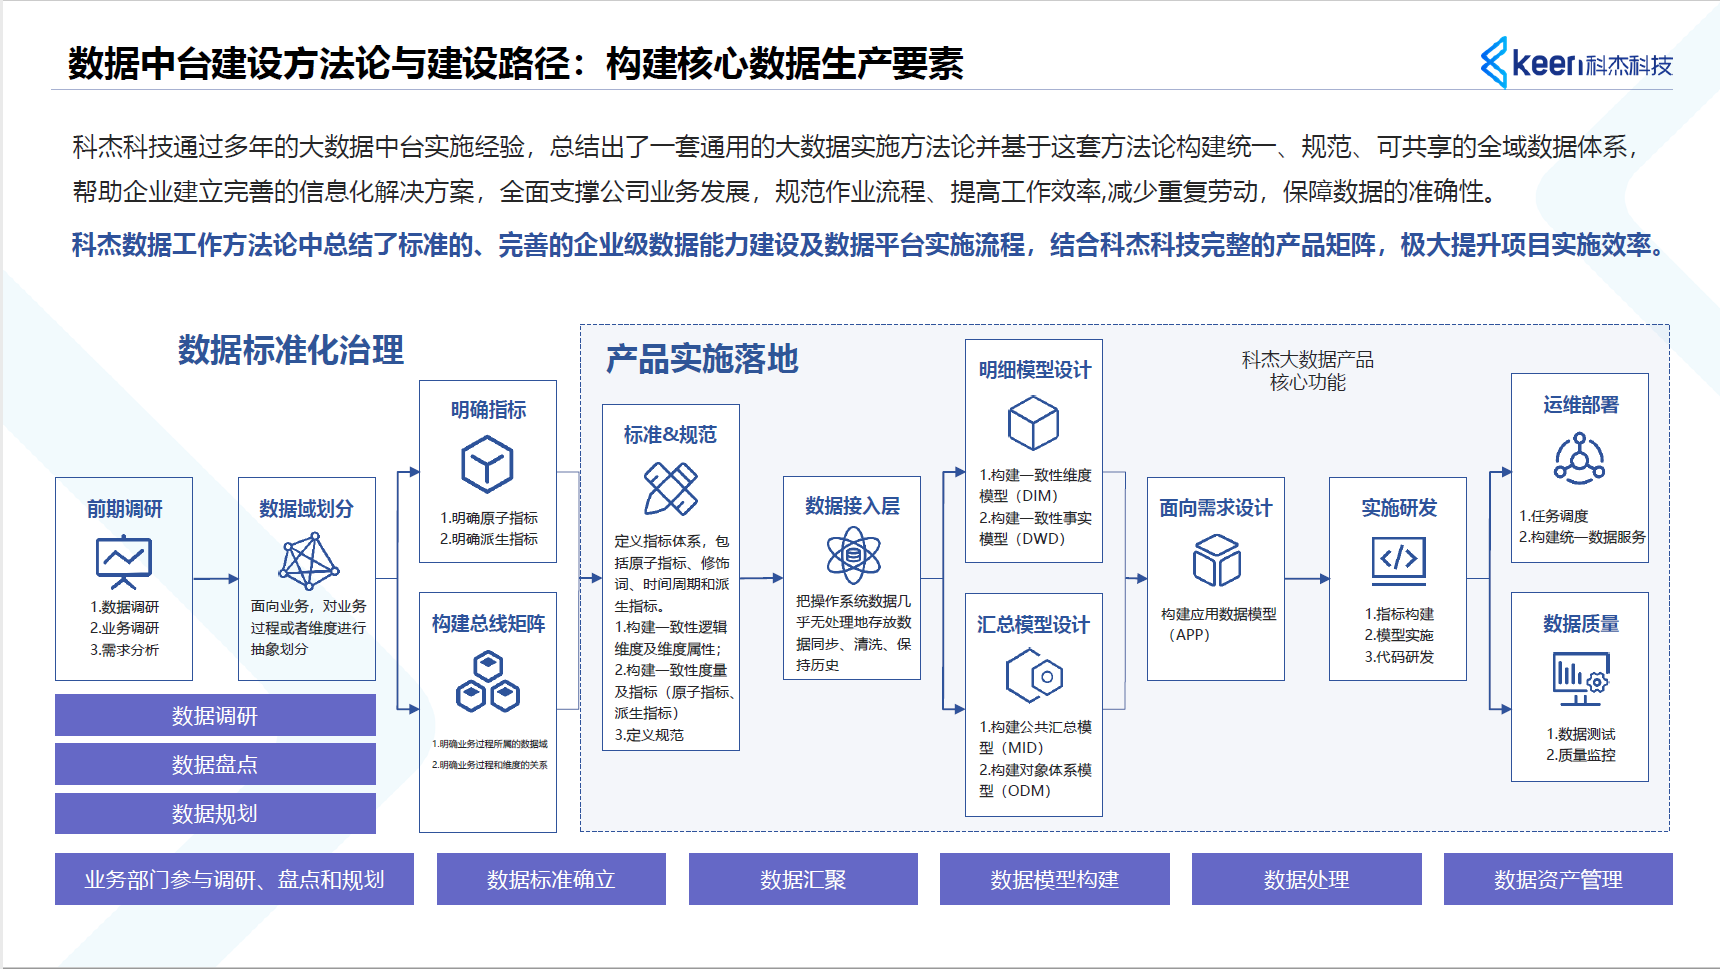 数据中台建设方法论与建设路径：构建核心数据生产要素
keen科杰科技
科杰科技通过多年的大数据中台实施经验，总结出了一套通用的大数据实施方法论并基于这套方法论构建统一、规范、可共享的全域数据体系，
帮助企业建立完善的信息化解决方案，全面支撑公司业务发展，规范作业流程、提高工作效率,减少重复劳动，保障数据的准确性。
科杰数据工作方法论中总结了标准的、完善的企业级数据能力建设及数据平台实施流程，结合科杰科技完整的产品矩阵，极大提升项目实施效率。
数据标准化治理
前期调研
1.数据调研
2.业务调研
3.需求分析
数据域划分
面向业务，对业务
过程或者维度进行
抽象划分
数据调研
数据盘点
数据规划
明确指标
1.明确原子指标
2.明确派生指标
构建总线矩阵
1.明确业务过程所属的数据域
2.明确业务过程和维度的关系
产品实施落地
科杰大数据产品
核心功能
标准&规范
定义指标体系，包
括原子指标、修饰
词、时间周期和派
生指标。
1.构建一致性逻辑
维度及维度属性；
2.构建一致性度量
及指标（原子指标、
派生指标）
3.定义规范
数据接入层
把操作系统数据几
乎无处理地存放数
据同步、清洗、保
持历史
明细模型设计
1.构建一致性维度
模型（DIM）
2.构建一致性事实
模型（DWD）
汇总模型设计
1.构建公共汇总模
型（MID）
2.构建对象体系模
型（ODM）
面向需求设计
构建应用数据模型
（APP）
实施研发
1.指标构建
2.模型实施
3.代码研发
运维部署
1.任务调度
2.构建统一数据服务
数据质量
1.数据测试
2.质量监控
业务部门参与调研、盘点和规划
数据标准确立
数据汇聚
数据模型构建
数据处理
数据资产管理